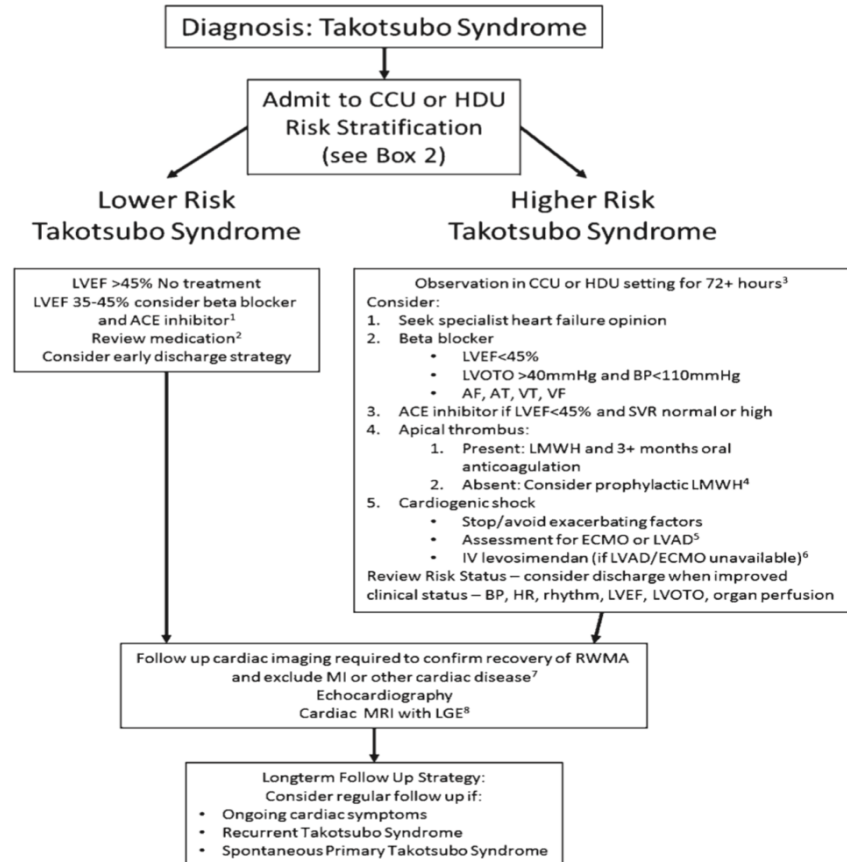 Diagnosis: Takotsubo Syndrome
Admit to CCU or HDU
Risk Stratification
(see Box 2)
Lower Risk
Takotsubo Syndrome
Higher Risk
Takotsubo Syndrome
LVEF >45% No treatment
LVEF 35-45% consider beta blocker
and ACE inhibitor¹
Review medication²
Consider early discharge strategy
Observation in CCU or HDU setting for 72+ hours³
Consider:
1. Seek specialist heart failure opinion
2. Beta blocker
• LVEF<45%
• LVOTO >40mmHg and BP<110mmHg
• AF, AT, VT, VF
3. ACE inhibitor if LVEF<45% and SVR normal or high
4. Apical thrombus:
1. Present: LMWH and 3+ months oral
anticoagulation
2. Absent: Consider prophylactic LMWH⁴
5. Cardiogenic shock
• Stop/avoid exacerbating factors
• Assessment for ECMO or LVAD⁵
• IV levosimendan (if LVAD/ECMO unavailable)⁶
Review Risk Status – consider discharge when improved
clinical status – BP, HR, rhythm, LVEF, LVOTO, organ perfusion
Follow up cardiac imaging required to confirm recovery of RWMA
and exclude MI or other cardiac disease⁷
Echocardiography
Cardiac MRI with LGE⁸
Longterm Follow Up Strategy:
Consider regular follow up if:
• Ongoing cardiac symptoms
• Recurrent Takotsubo Syndrome
• Spontaneous Primary Takotsubo Syndrome